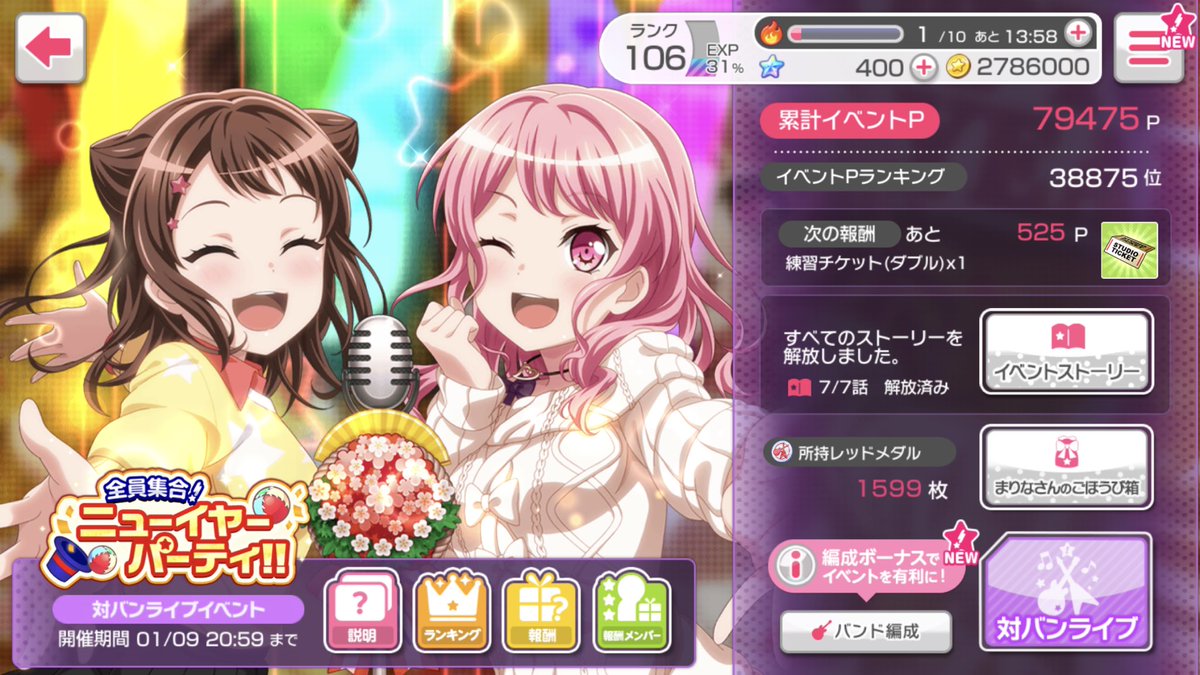 ランク
106
EXP
31%
1 /10 あと 13:58
400
2786000
NEW
累計イベントP 79475 P
イベントPランキング 38875 位
次の報酬 あと 525 P
練習チケット(ダブル)x1
STUDIO TICKET
すべてのストーリーを
解放しました。
7/7話 解放済み
イベントストーリー
所持レッドメダル
1599 枚
まりなさんのごほうび箱
編成ボーナスで
イベントを有利に!
NEW
バンド編成
対バンライブ
全員集合!
ニューイヤー
パーティ!!
対バンライブイベント
開催期間 01/09 20:59 まで
説明
ランキング
報酬
報酬メンバー